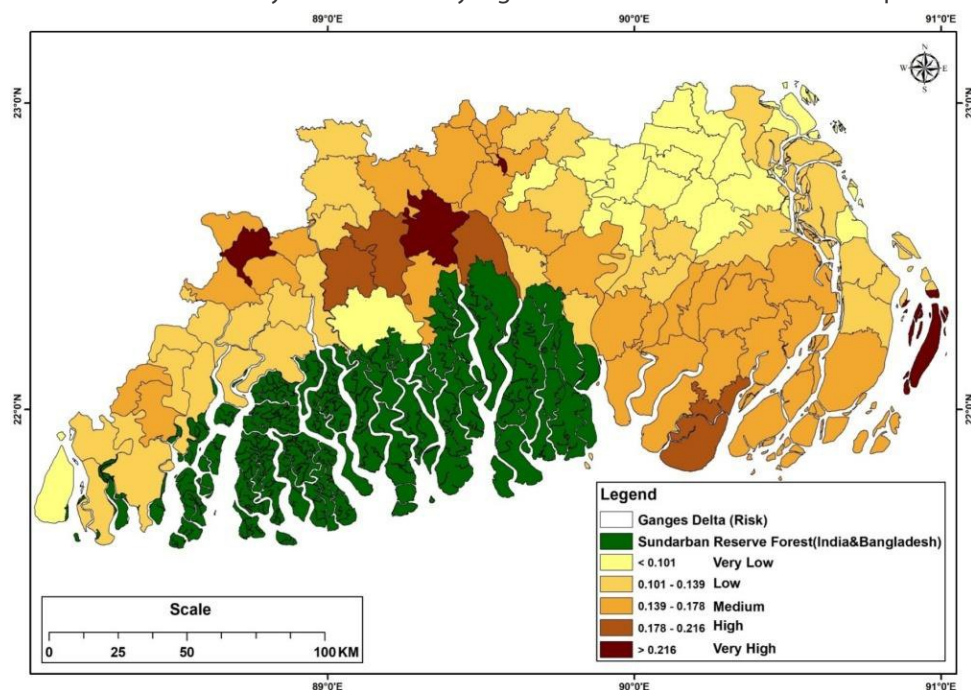 89°0'E 90°0'E 91°0'E
N
W E
S
23°0'N 23°0'N
22°0'N 22°0'N
Legend
Ganges Delta (Risk)
Sundarban Reserve Forest(India&Bangladesh)
< 0.101 Very Low
0.101 - 0.139 Low
0.139 - 0.178 Medium
0.178 - 0.216 High
> 0.216 Very High
Scale
0 25 50 100 KM
89°0'E 90°0'E 91°0'E